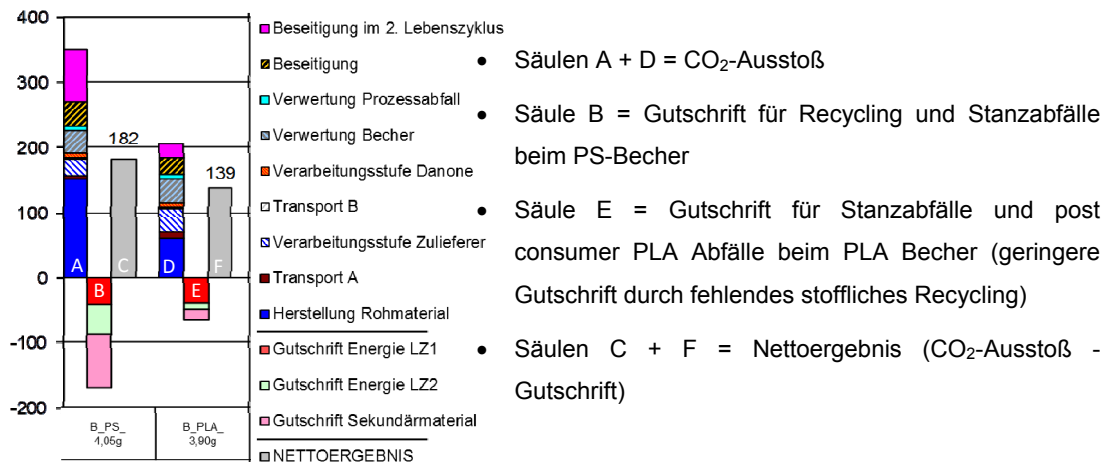 400
300
200
100
0
-100
-200
182
139
A
B
C
D
E
F
B_PS_
4,05g
B_PLA_
3,90g
Beseitigung im 2. Lebenszyklus
Beseitigung
Verwertung Prozessabfall
Verwertung Becher
Verarbeitungsstufe Danone
Transport B
Verarbeitungsstufe Zulieferer
Transport A
Herstellung Rohmaterial
Gutschrift Energie LZ1
Gutschrift Energie LZ2
Gutschrift Sekundärmaterial
NETTOERGEBNIS
• Säulen A + D = CO₂-Ausstoß
• Säule B = Gutschrift für Recycling und Stanzabfälle
beim PS-Becher
• Säule E = Gutschrift für Stanzabfälle und post
consumer PLA Abfälle beim PLA Becher (geringere
Gutschrift durch fehlendes stoffliches Recycling)
• Säulen C + F = Nettoergebnis (CO₂-Ausstoß -
Gutschrift)